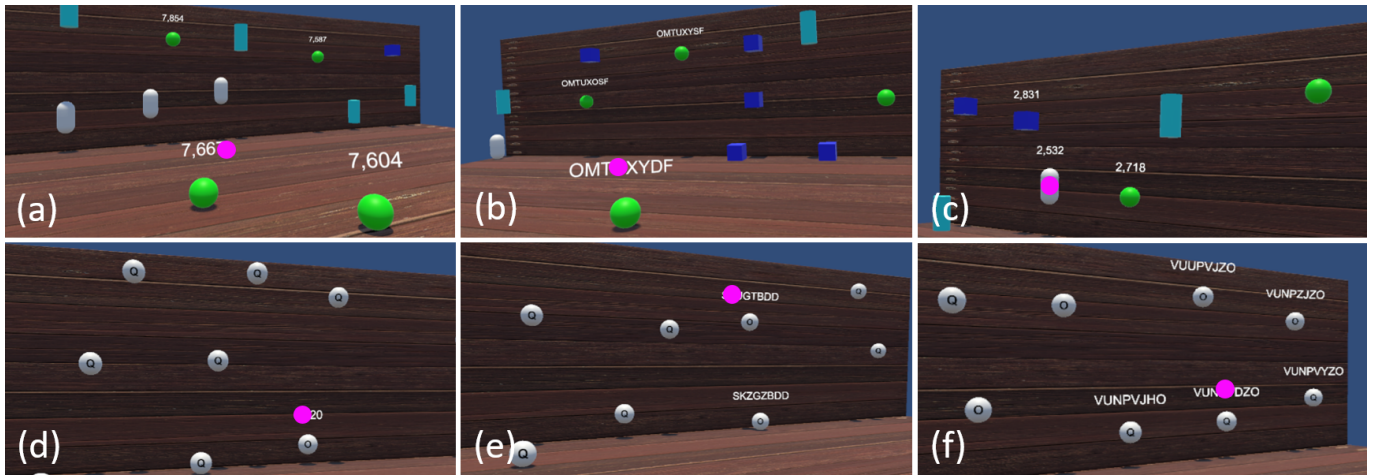 7,854
7,587
7,604
(a)
OMTUXYSF
OMTUXOSF
(b)
2,831
2,532
2,718
(c)
Q
Q
Q
Q
Q
O
Q
(d)
Q
Q
O
Q
Q
SKZGZBDD
Q
O
Q
(e)
VUUPVJZO
VUNPZJZO
Q
O
O
O
VUNPVYZO
VUNPVJHO
Q
O
Q
Q
(f)